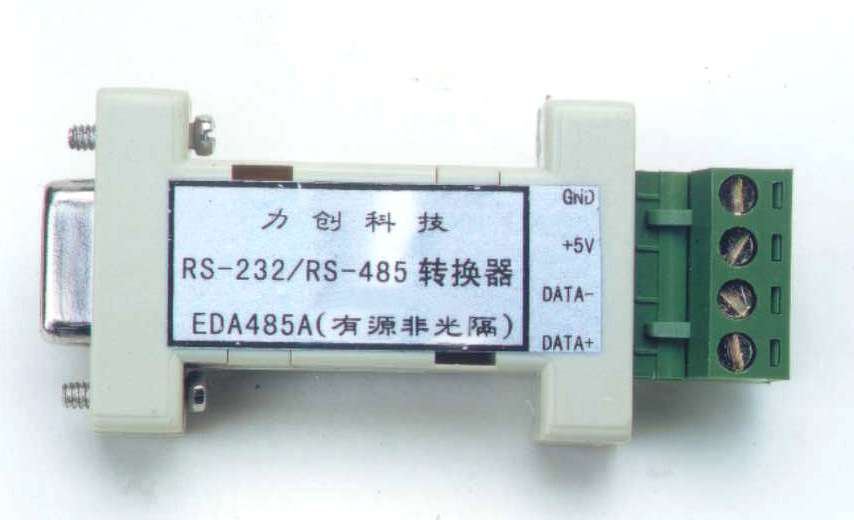 力创科技
RS-232/RS-485 转换器
EDA485A(有源非光隔)
GND
+5V
DATA-
DATA+